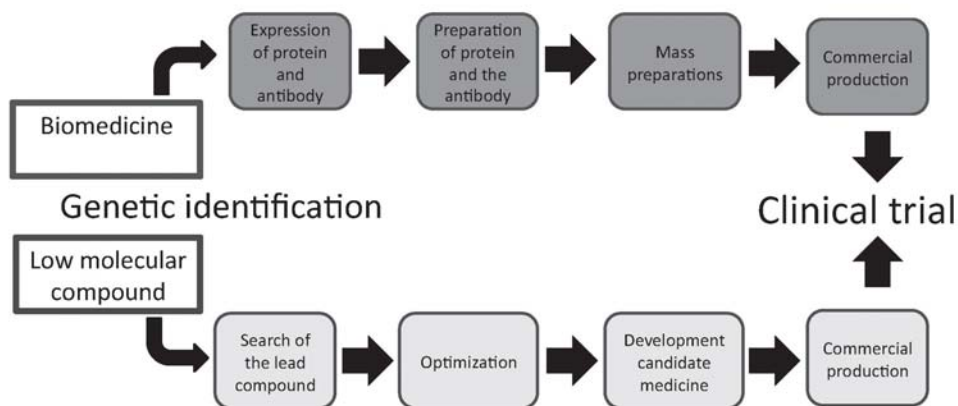 Expression
of protein
and
antibody
Preparation
of protein
and the
antibody
Mass
preparations
Commercial
production
Biomedicine
Genetic identification
Clinical trial
Low molecular
compound
Search of
the lead
compound
Optimization
Development
candidate
medicine
Commercial
production